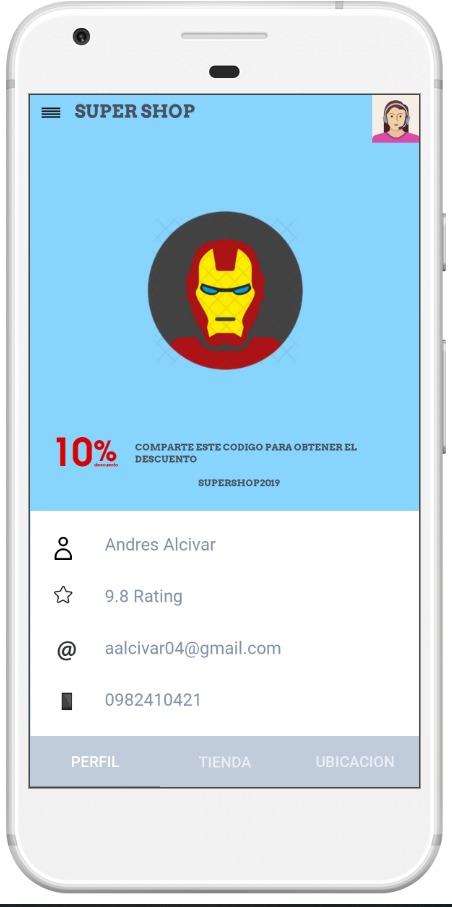 SUPER SHOP
10%
descuento
COMPARTE ESTE CODIGO PARA OBTENER EL
DESCUENTO
SUPERSHOP2019
Andres Alcivar
9.8 Rating
@ aalcivar04@gmail.com
0982410421
PERFIL TIENDA UBICACION